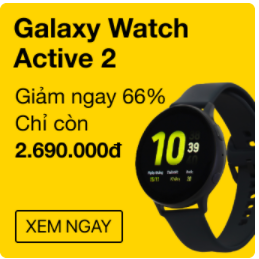 Galaxy Watch
Active 2
Giảm ngay 66%
Chỉ còn
2.690.000đ
10 39
XEM NGAY